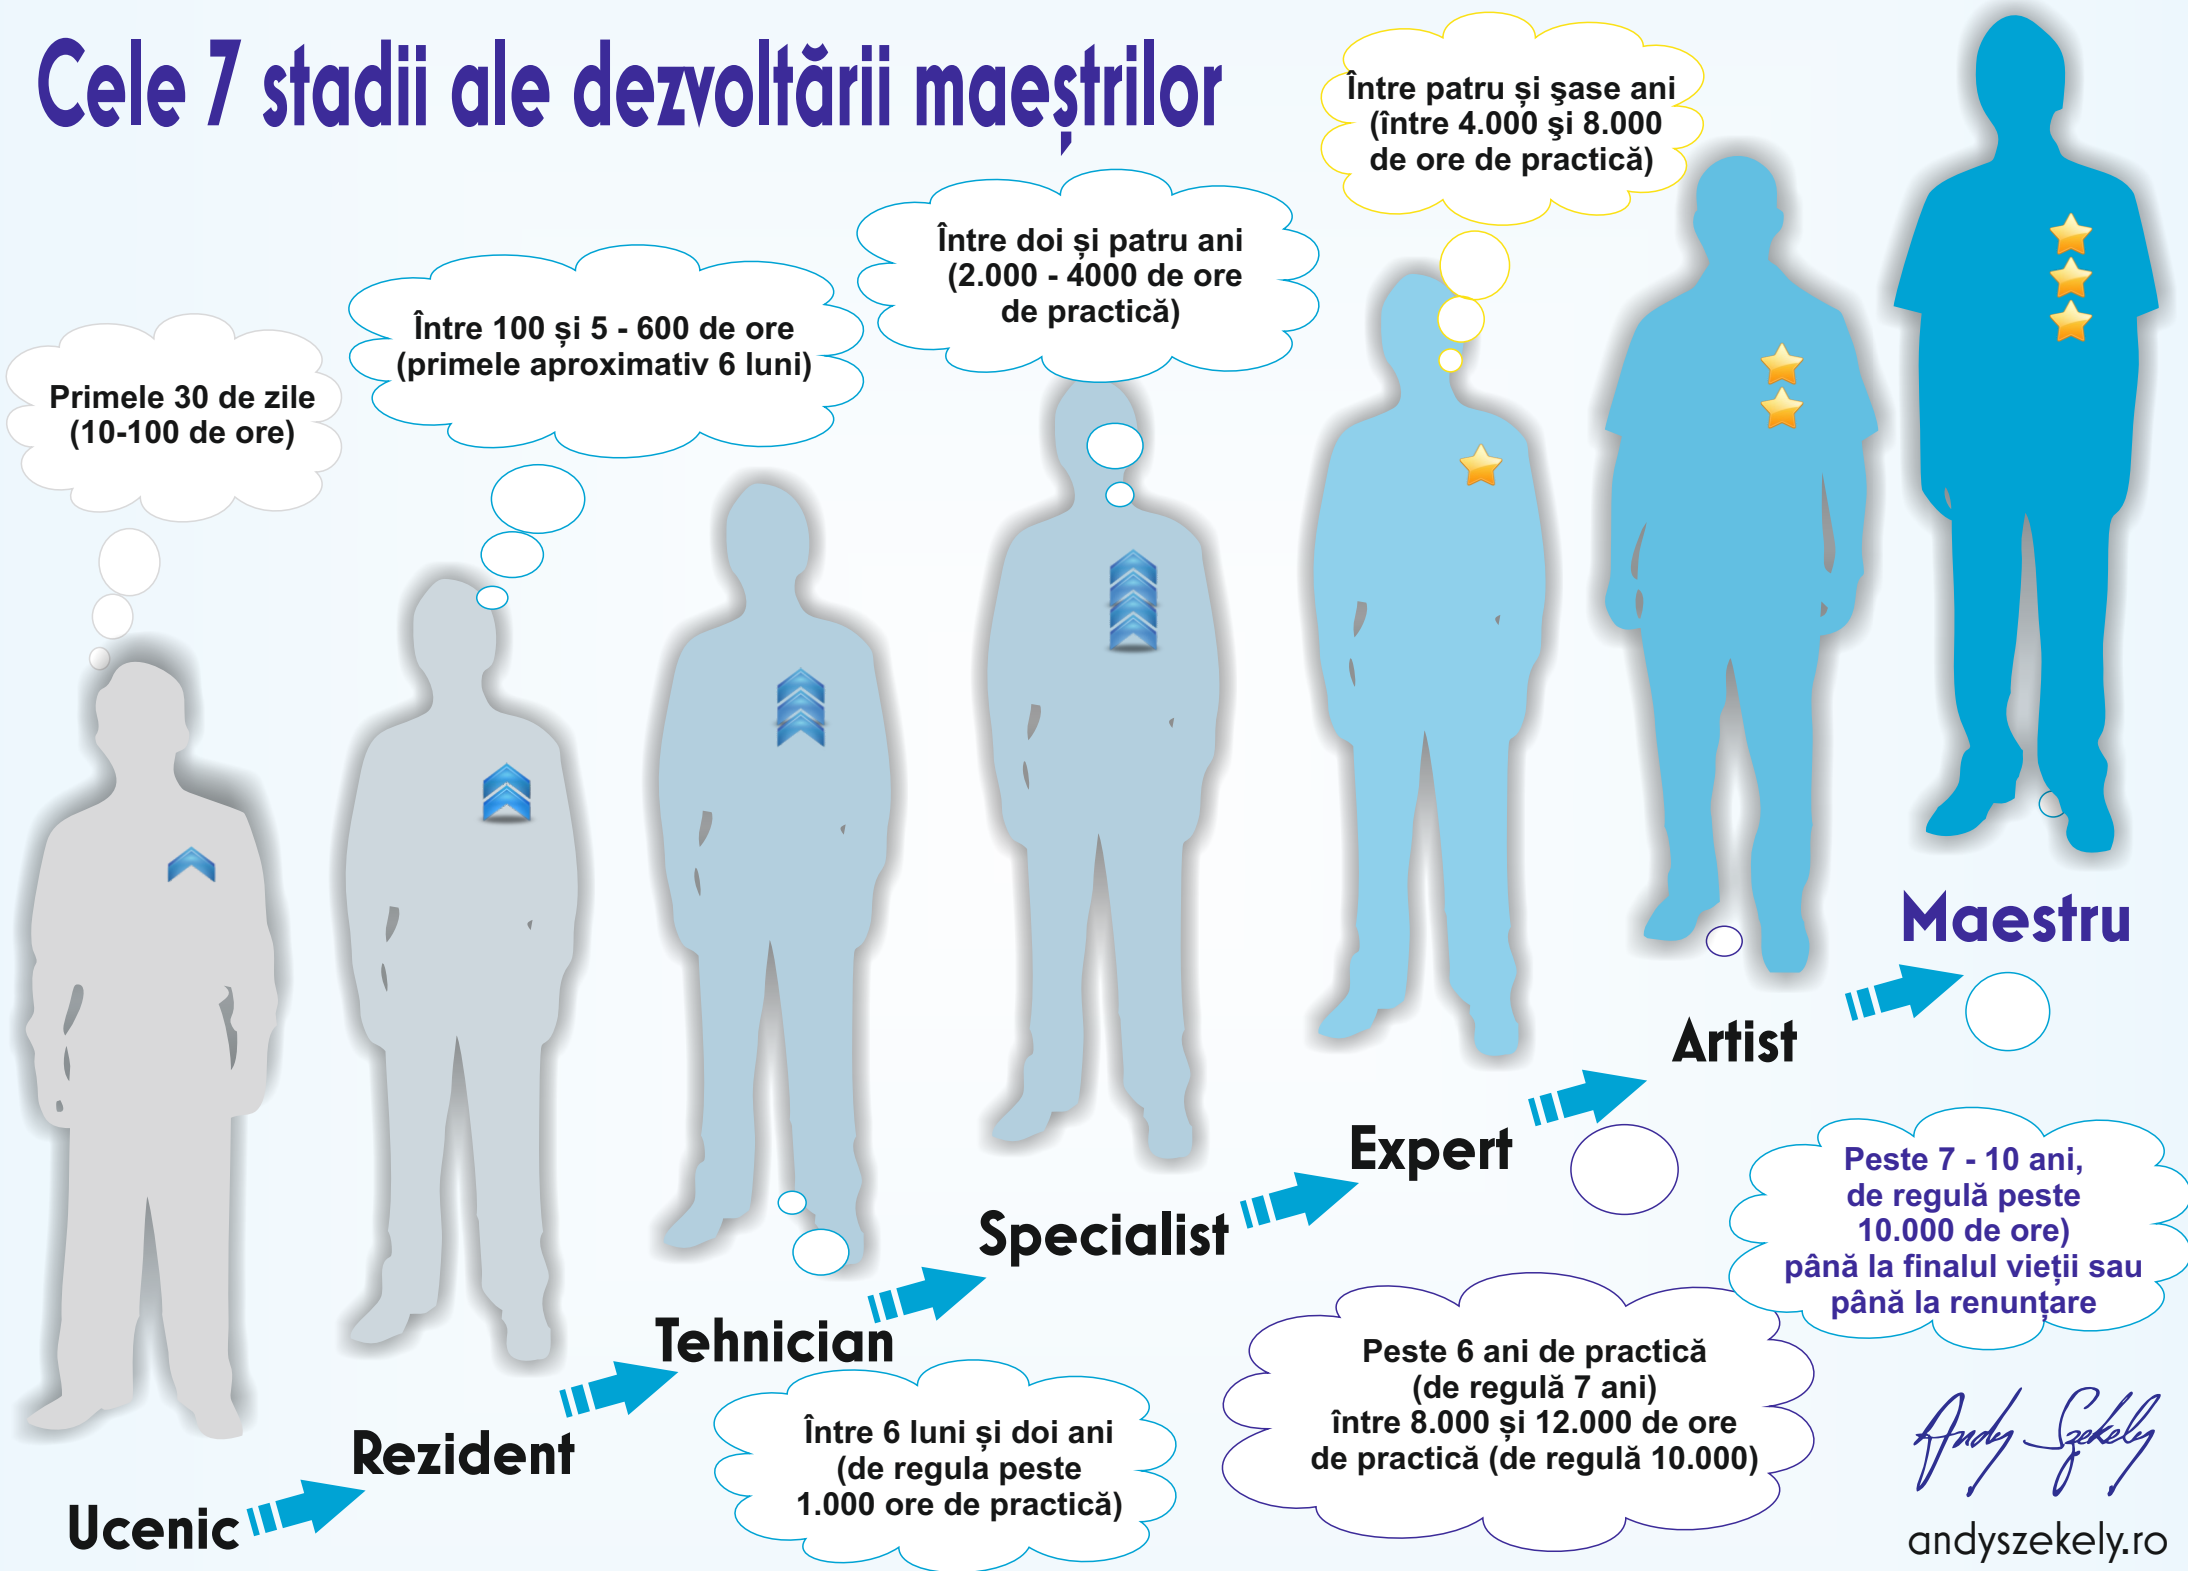 Cele 7 stadii ale dezvoltării maeștrilor
Primele 30 de zile
(10-100 de ore)
Între 100 și 5 - 600 de ore
(primele aproximativ 6 luni)
Între doi și patru ani
(2.000 - 4000 de ore
de practică)
Între patru și şase ani
(între 4.000 şi 8.000
de ore de practică)
Maestru
Artist
Expert
Specialist
Tehnician
Rezident
Ucenic
Între 6 luni și doi ani
(de regula peste
1.000 ore de practică)
Peste 6 ani de practică
(de regulă 7 ani)
între 8.000 și 12.000 de ore
de practică (de regulă 10.000)
Peste 7 - 10 ani,
de regulă peste
10.000 de ore)
până la finalul vieții sau
până la renunțare
Andy Szekely
andyszekely.ro